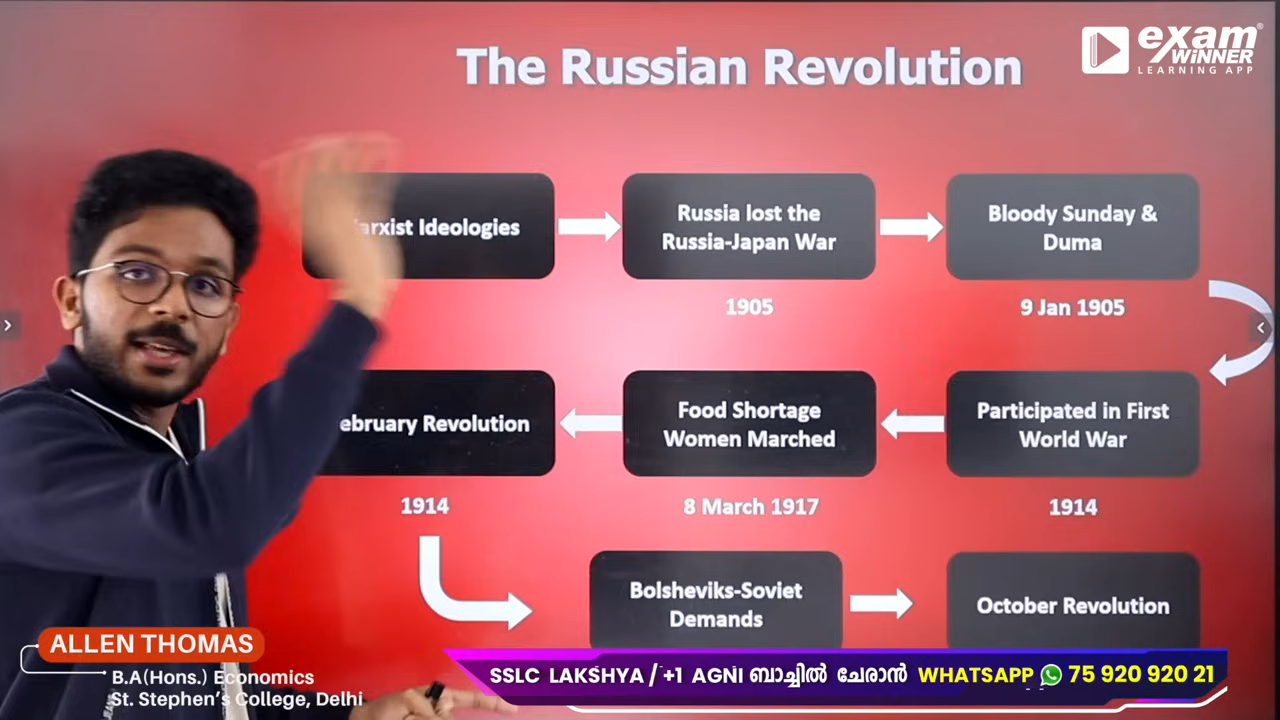 The Russian Revolution
exam
WiNNER
LEARNING APP
arxist Ideologies
Russia lost the
Russia-Japan War
1905
Bloody Sunday &
Duma
9 Jan 1905
ebruary Revolution
1914
Food Shortage
Women Marched
8 March 1917
Participated in First
World War
1914
Bolsheviks-Soviet
Demands
October Revolution
ALLEN THOMAS
B.A(Hons.) Economics
St. Stephen's College, Delhi
SSLC LAKSHYA / +1 AGNI ബാച്ചിൽ ചേരാൻ WHATSAPP 75 920 920 21